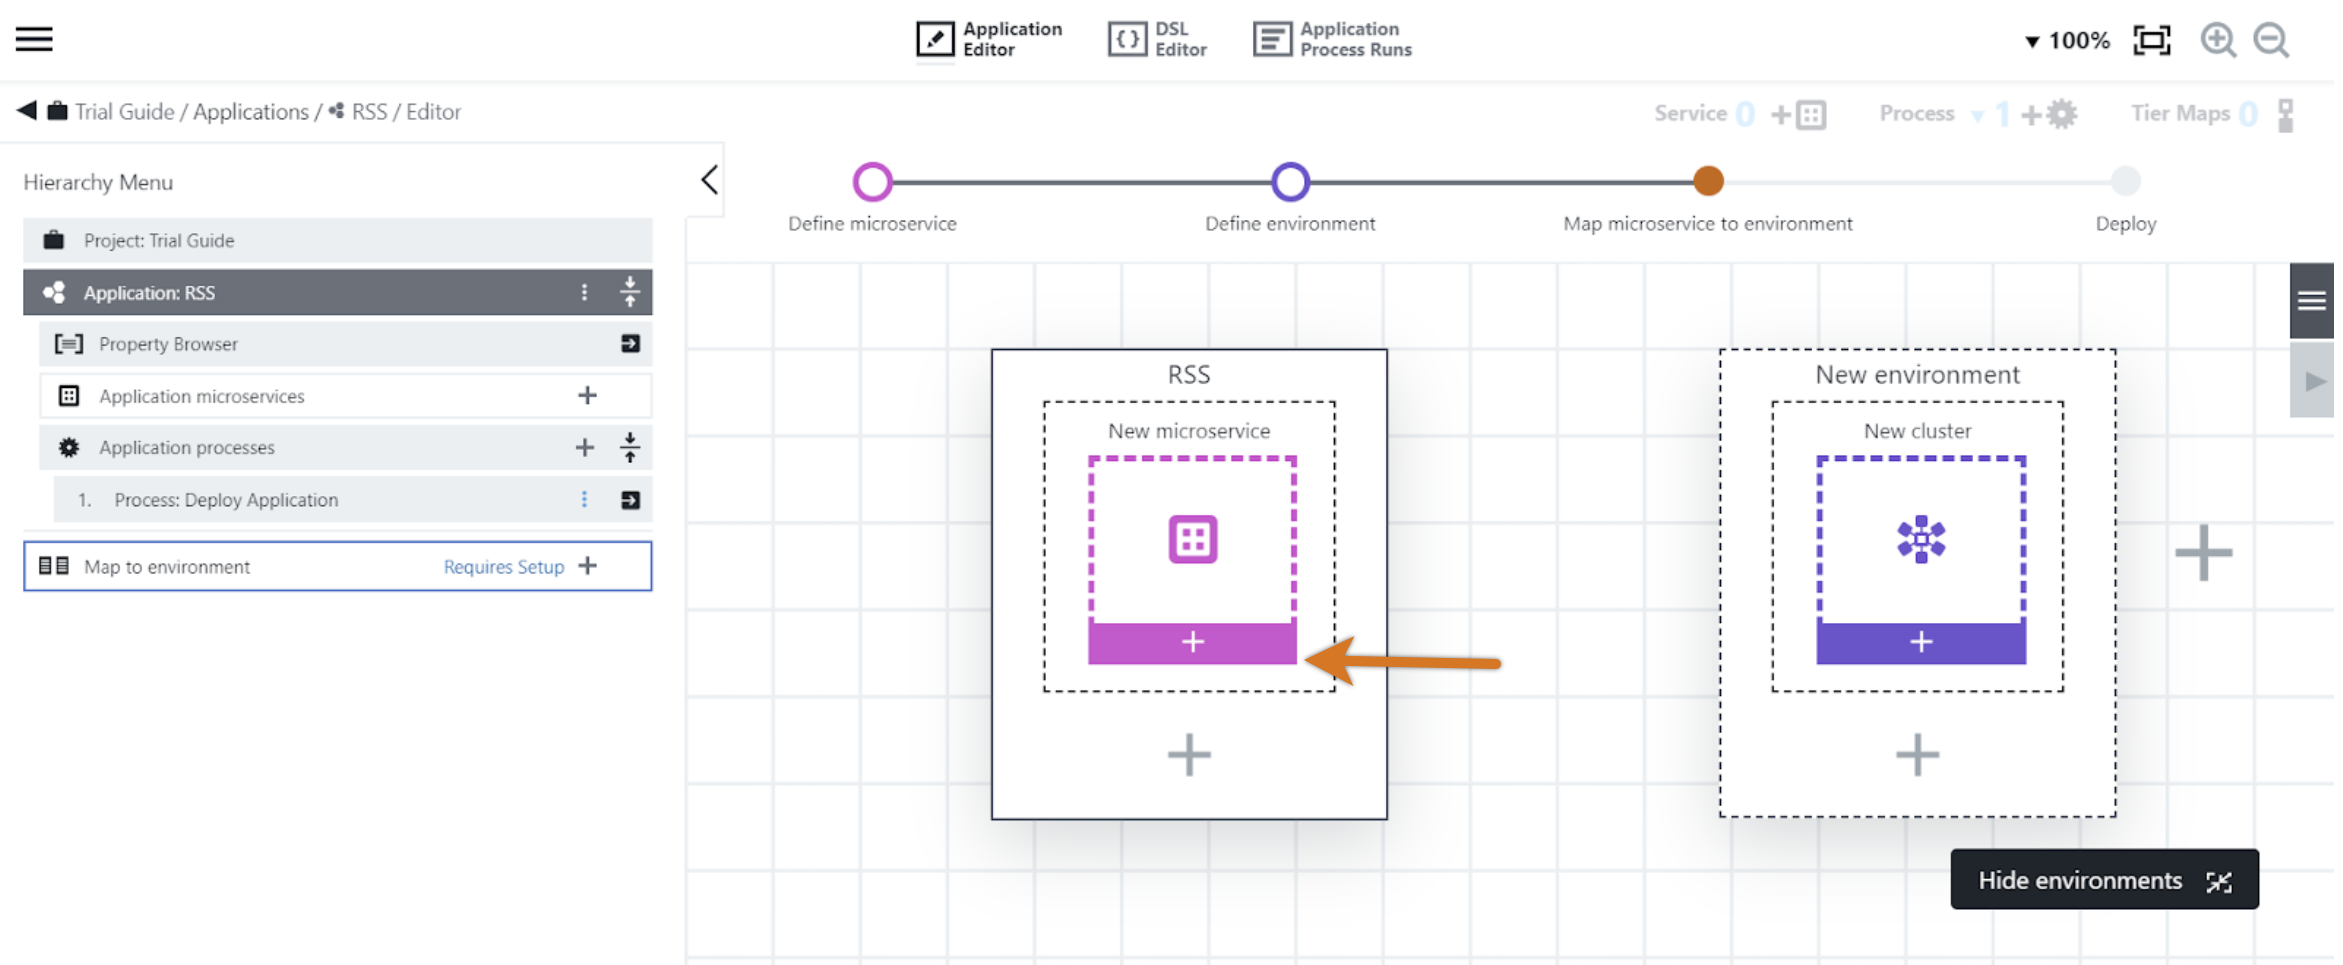 Application
Editor
DSL
Editor
Application
Process Runs
100%
Trial Guide / Applications / RSS / Editor
Service 0
Process 1
Tier Maps 0
Hierarchy Menu
Define microservice
Define environment
Map microservice to environment
Deploy
Project: Trial Guide
Application: RSS
Property Browser
Application microservices
Application processes
1. Process: Deploy Application
Map to environment Requires Setup
RSS
New microservice
New environment
New cluster
Hide environments